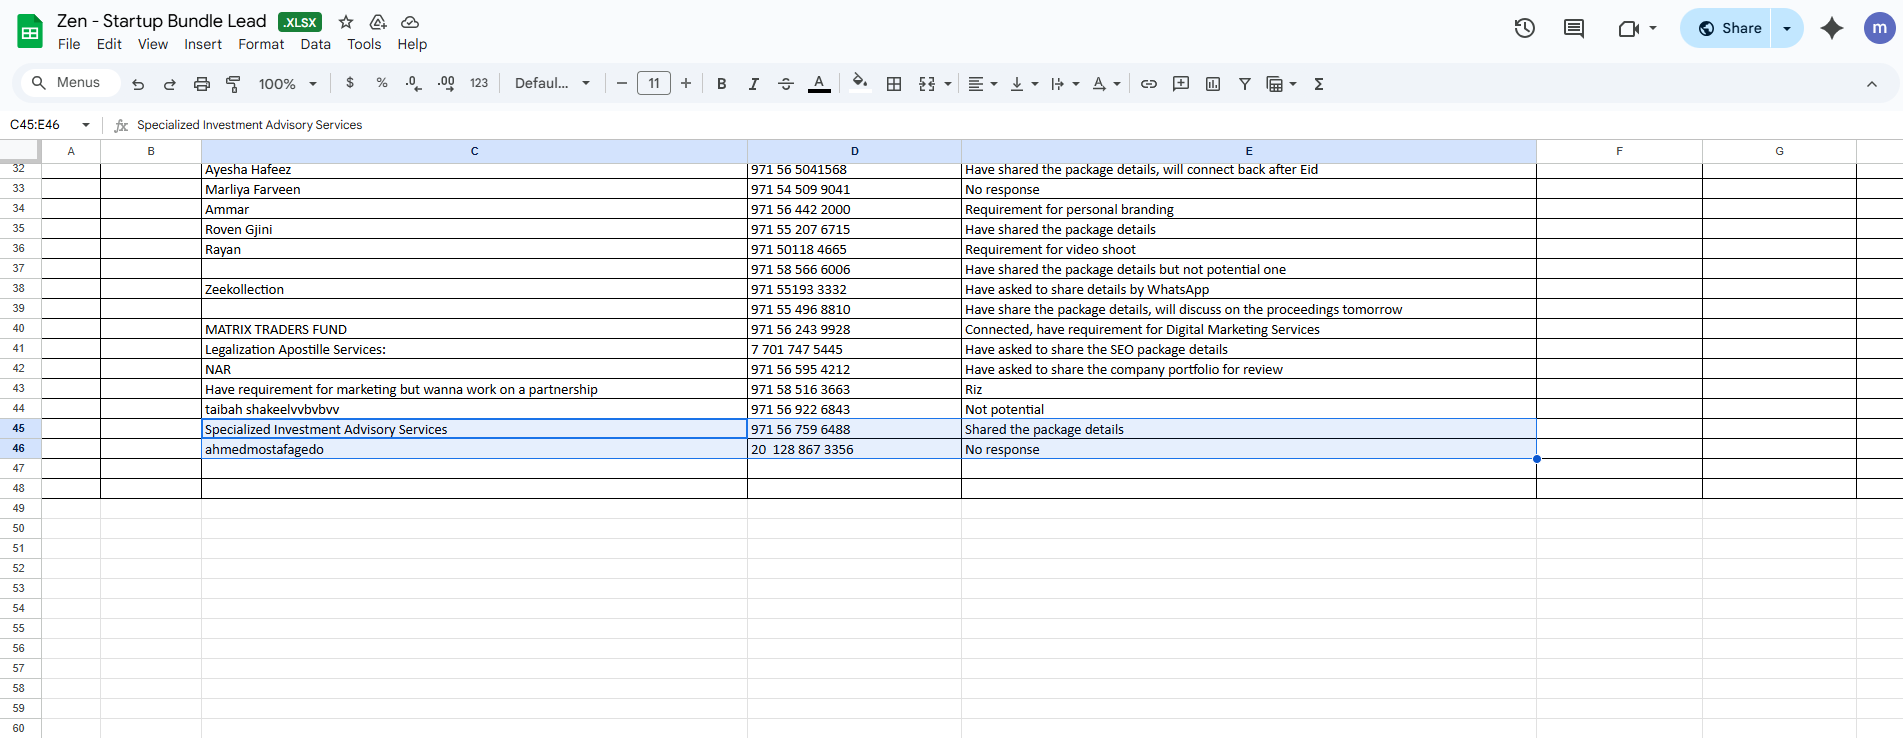 Zen - Startup Bundle Lead .XLSX
File Edit View Insert Format Data Tools Help
Share
m
Menus 100% $ % .0 .00 123 Defaul... − 11 + B I A
C45:E46 fx Specialized Investment Advisory Services
A B C D E F G
32 Ayesha Hafeez 971 56 5041568 Have shared the package details, will connect back after Eid
33 Marliya Farveen 971 54 509 9041 No response
34 Ammar 971 56 442 2000 Requirement for personal branding
35 Roven Gjini 971 55 207 6715 Have shared the package details
36 Rayan 971 50118 4665 Requirement for video shoot
37 971 58 566 6006 Have shared the package details but not potential one
38 Zeekollection 971 55193 3332 Have asked to share details by WhatsApp
39 971 55 496 8810 Have share the package details, will discuss on the proceedings tomorrow
40 MATRIX TRADERS FUND 971 56 243 9928 Connected, have requirement for Digital Marketing Services
41 Legalization Apostille Services: 7 701 747 5445 Have asked to share the SEO package details
42 NAR 971 56 595 4212 Have asked to share the company portfolio for review
43 Have requirement for marketing but wanna work on a partnership 971 58 516 3663 Riz
44 taibah shakeelvvbvbvv 971 56 922 6843 Not potential
45 Specialized Investment Advisory Services 971 56 759 6488 Shared the package details
46 ahmedmostafagedo 20  128 867 3356 No response
47
48
49
50
51
52
53
54
55
56
57
58
59
60